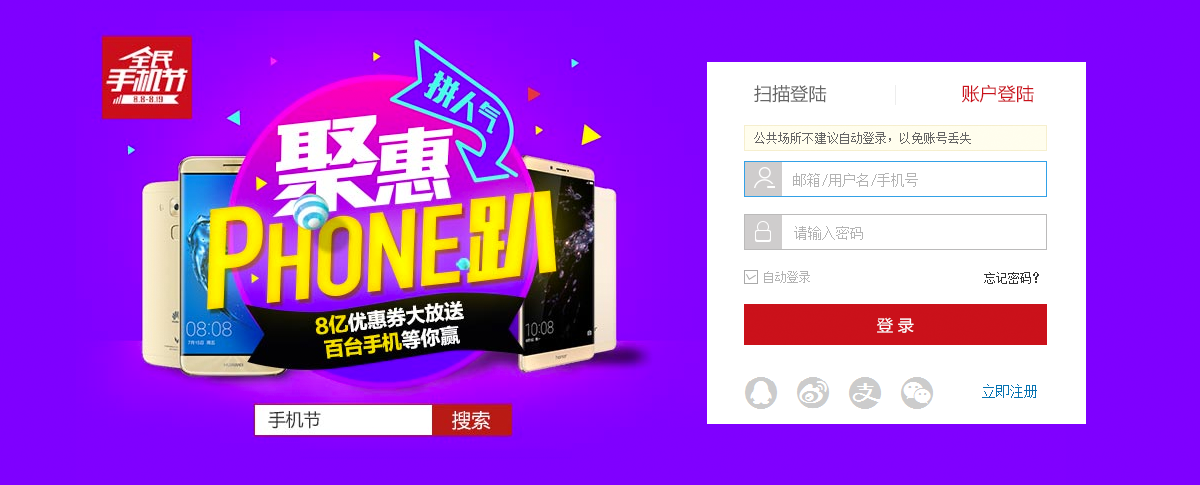 全民
手机节
8.8-8.19
拼人气
聚惠
PHONE趴
8亿优惠券大放送
百台手机等你赢
08:08
10:08
HUAWEI
honor
手机节 搜索
扫描登陆 账户登陆
公共场所不建议自动登录，以免账号丢失
邮箱/用户名/手机号
请输入密码
自动登录 忘记密码?
登录
支
立即注册